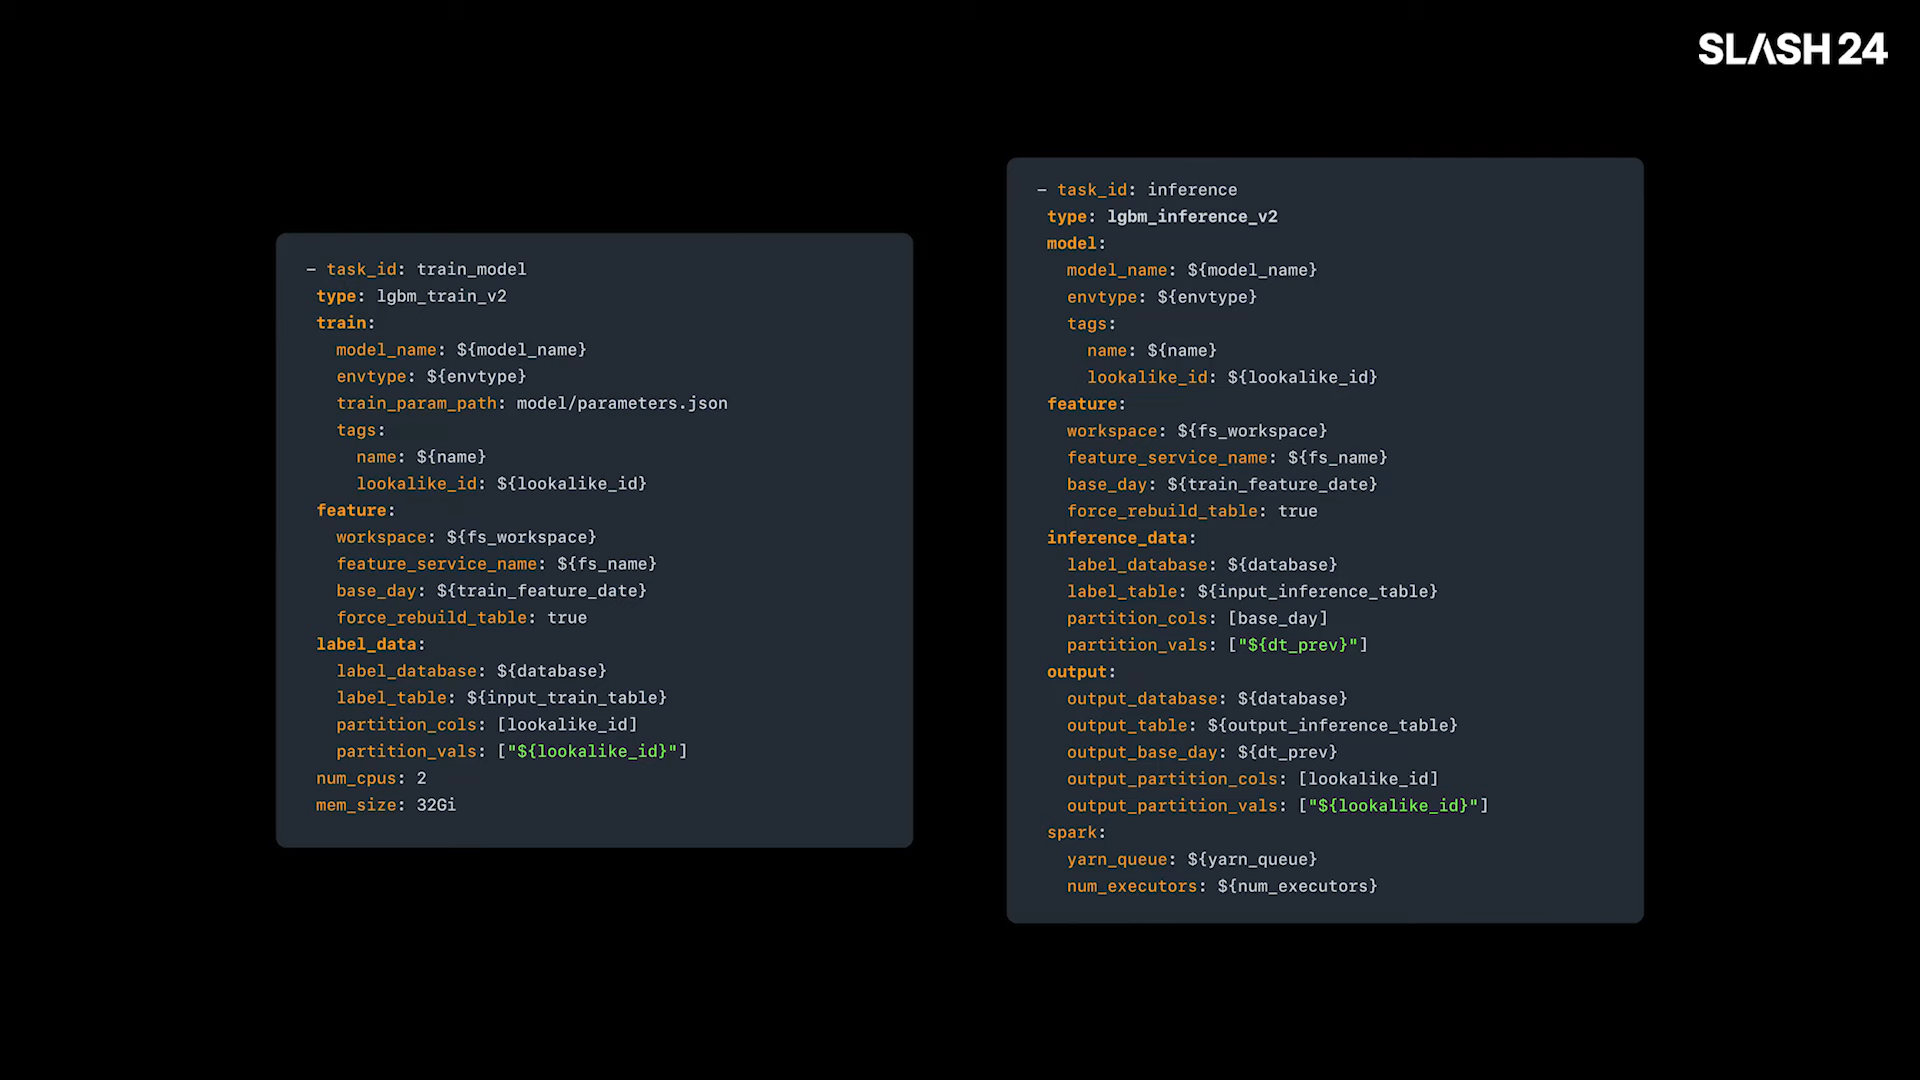 SLASH 24
– task_id: train_model
type: lgbm_train_v2
train:
model_name: ${model_name}
envtype: ${envtype}
train_param_path: model/parameters.json
tags:
name: ${name}
lookalike_id: ${lookalike_id}
feature:
workspace: ${fs_workspace}
feature_service_name: ${fs_name}
base_day: ${train_feature_date}
force_rebuild_table: true
label_data:
label_database: ${database}
label_table: ${input_train_table}
partition_cols: [lookalike_id]
partition_vals: ["${lookalike_id}"]
num_cpus: 2
mem_size: 32Gi
– task_id: inference
type: lgbm_inference_v2
model:
model_name: ${model_name}
envtype: ${envtype}
tags:
name: ${name}
lookalike_id: ${lookalike_id}
feature:
workspace: ${fs_workspace}
feature_service_name: ${fs_name}
base_day: ${train_feature_date}
force_rebuild_table: true
inference_data:
label_database: ${database}
label_table: ${input_inference_table}
partition_cols: [base_day]
partition_vals: ["${dt_prev}"]
output:
output_database: ${database}
output_table: ${output_inference_table}
output_base_day: ${dt_prev}
output_partition_cols: [lookalike_id]
output_partition_vals: ["${lookalike_id}"]
spark:
yarn_queue: ${yarn_queue}
num_executors: ${num_executors}